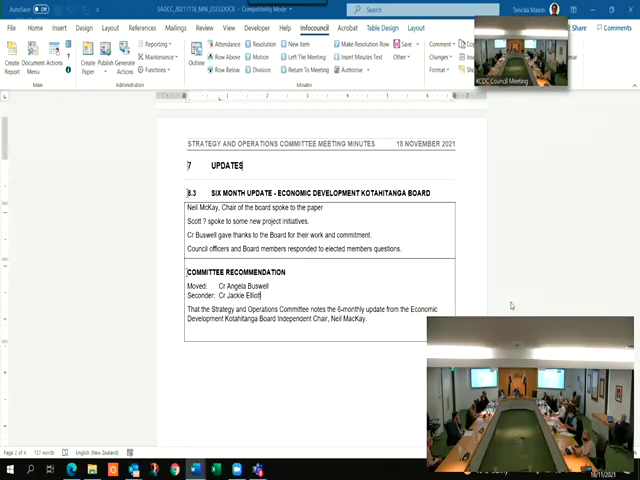 AutoSave Off
SAOCC_20211118_MIN_2323.DOCX - Compatibility Mode
Search
Tanicka Mason
File Home Insert Design Layout References Mailings Review View Developer Help Infocouncil Acrobat Table Design Layout Share Comments
Create Report
Document Menu
Actions
Main
Create Paper
Publish
Generate Actions
Reporting
Maintenance
Functions
Administration
Outline
Attendance
Row Above
Row Below
Resolution
Motion
Division
New Item
Left The Meeting
Return To Meeting
Make Resolution Row
Insert Minutes Text
Authorise
Save
Other
Minutes
Comment
Changes
Format
KCDC Council Meeting
STRATEGY AND OPERATIONS COMMITTEE MEETING MINUTES 18 NOVEMBER 2021
7 UPDATES
8.3 SIX MONTH UPDATE - ECONOMIC DEVELOPMENT KOTAHITANGA BOARD
Neil McKay, Chair of the board spoke to the paper
Scott ? spoke to some new project initiatives.
Cr Buswell gave thanks to the Board for their work and commitment.
Council officers and Board members responded to elected members questions.
COMMITTEE RECOMMENDATION
Moved: Cr Angela Buswell
Seconder: Cr Jackie Elliott
That the Strategy and Operations Committee notes the 6-monthly update from the Economic
Development Kotahitanga Board Independent Chair, Neil MacKay.
Page 2 of 4 727 words English (New Zealand)
18/11/2021